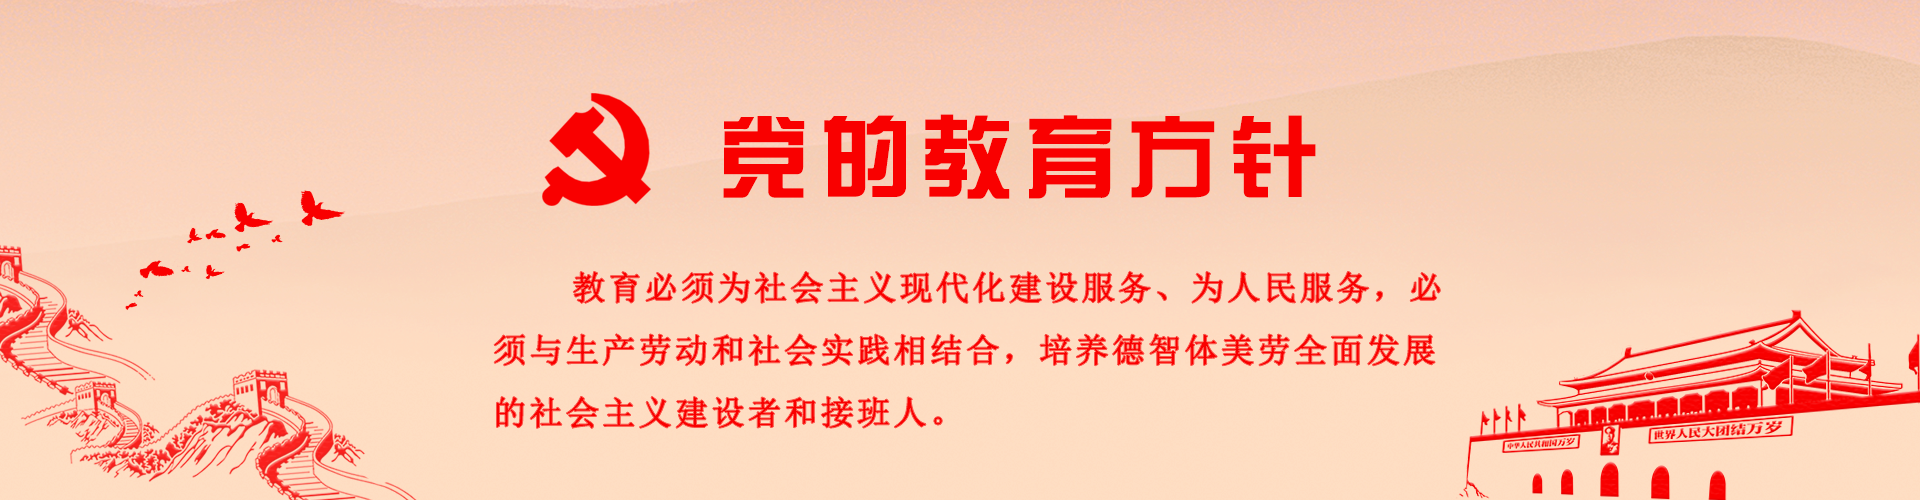 党的教育方针
教育必须为社会主义现代化建设服务、为人民服务，必
须与生产劳动和社会实践相结合，培养德智体美劳全面发展
的社会主义建设者和接班人。
中华人民共和国万岁
世界人民大团结万岁